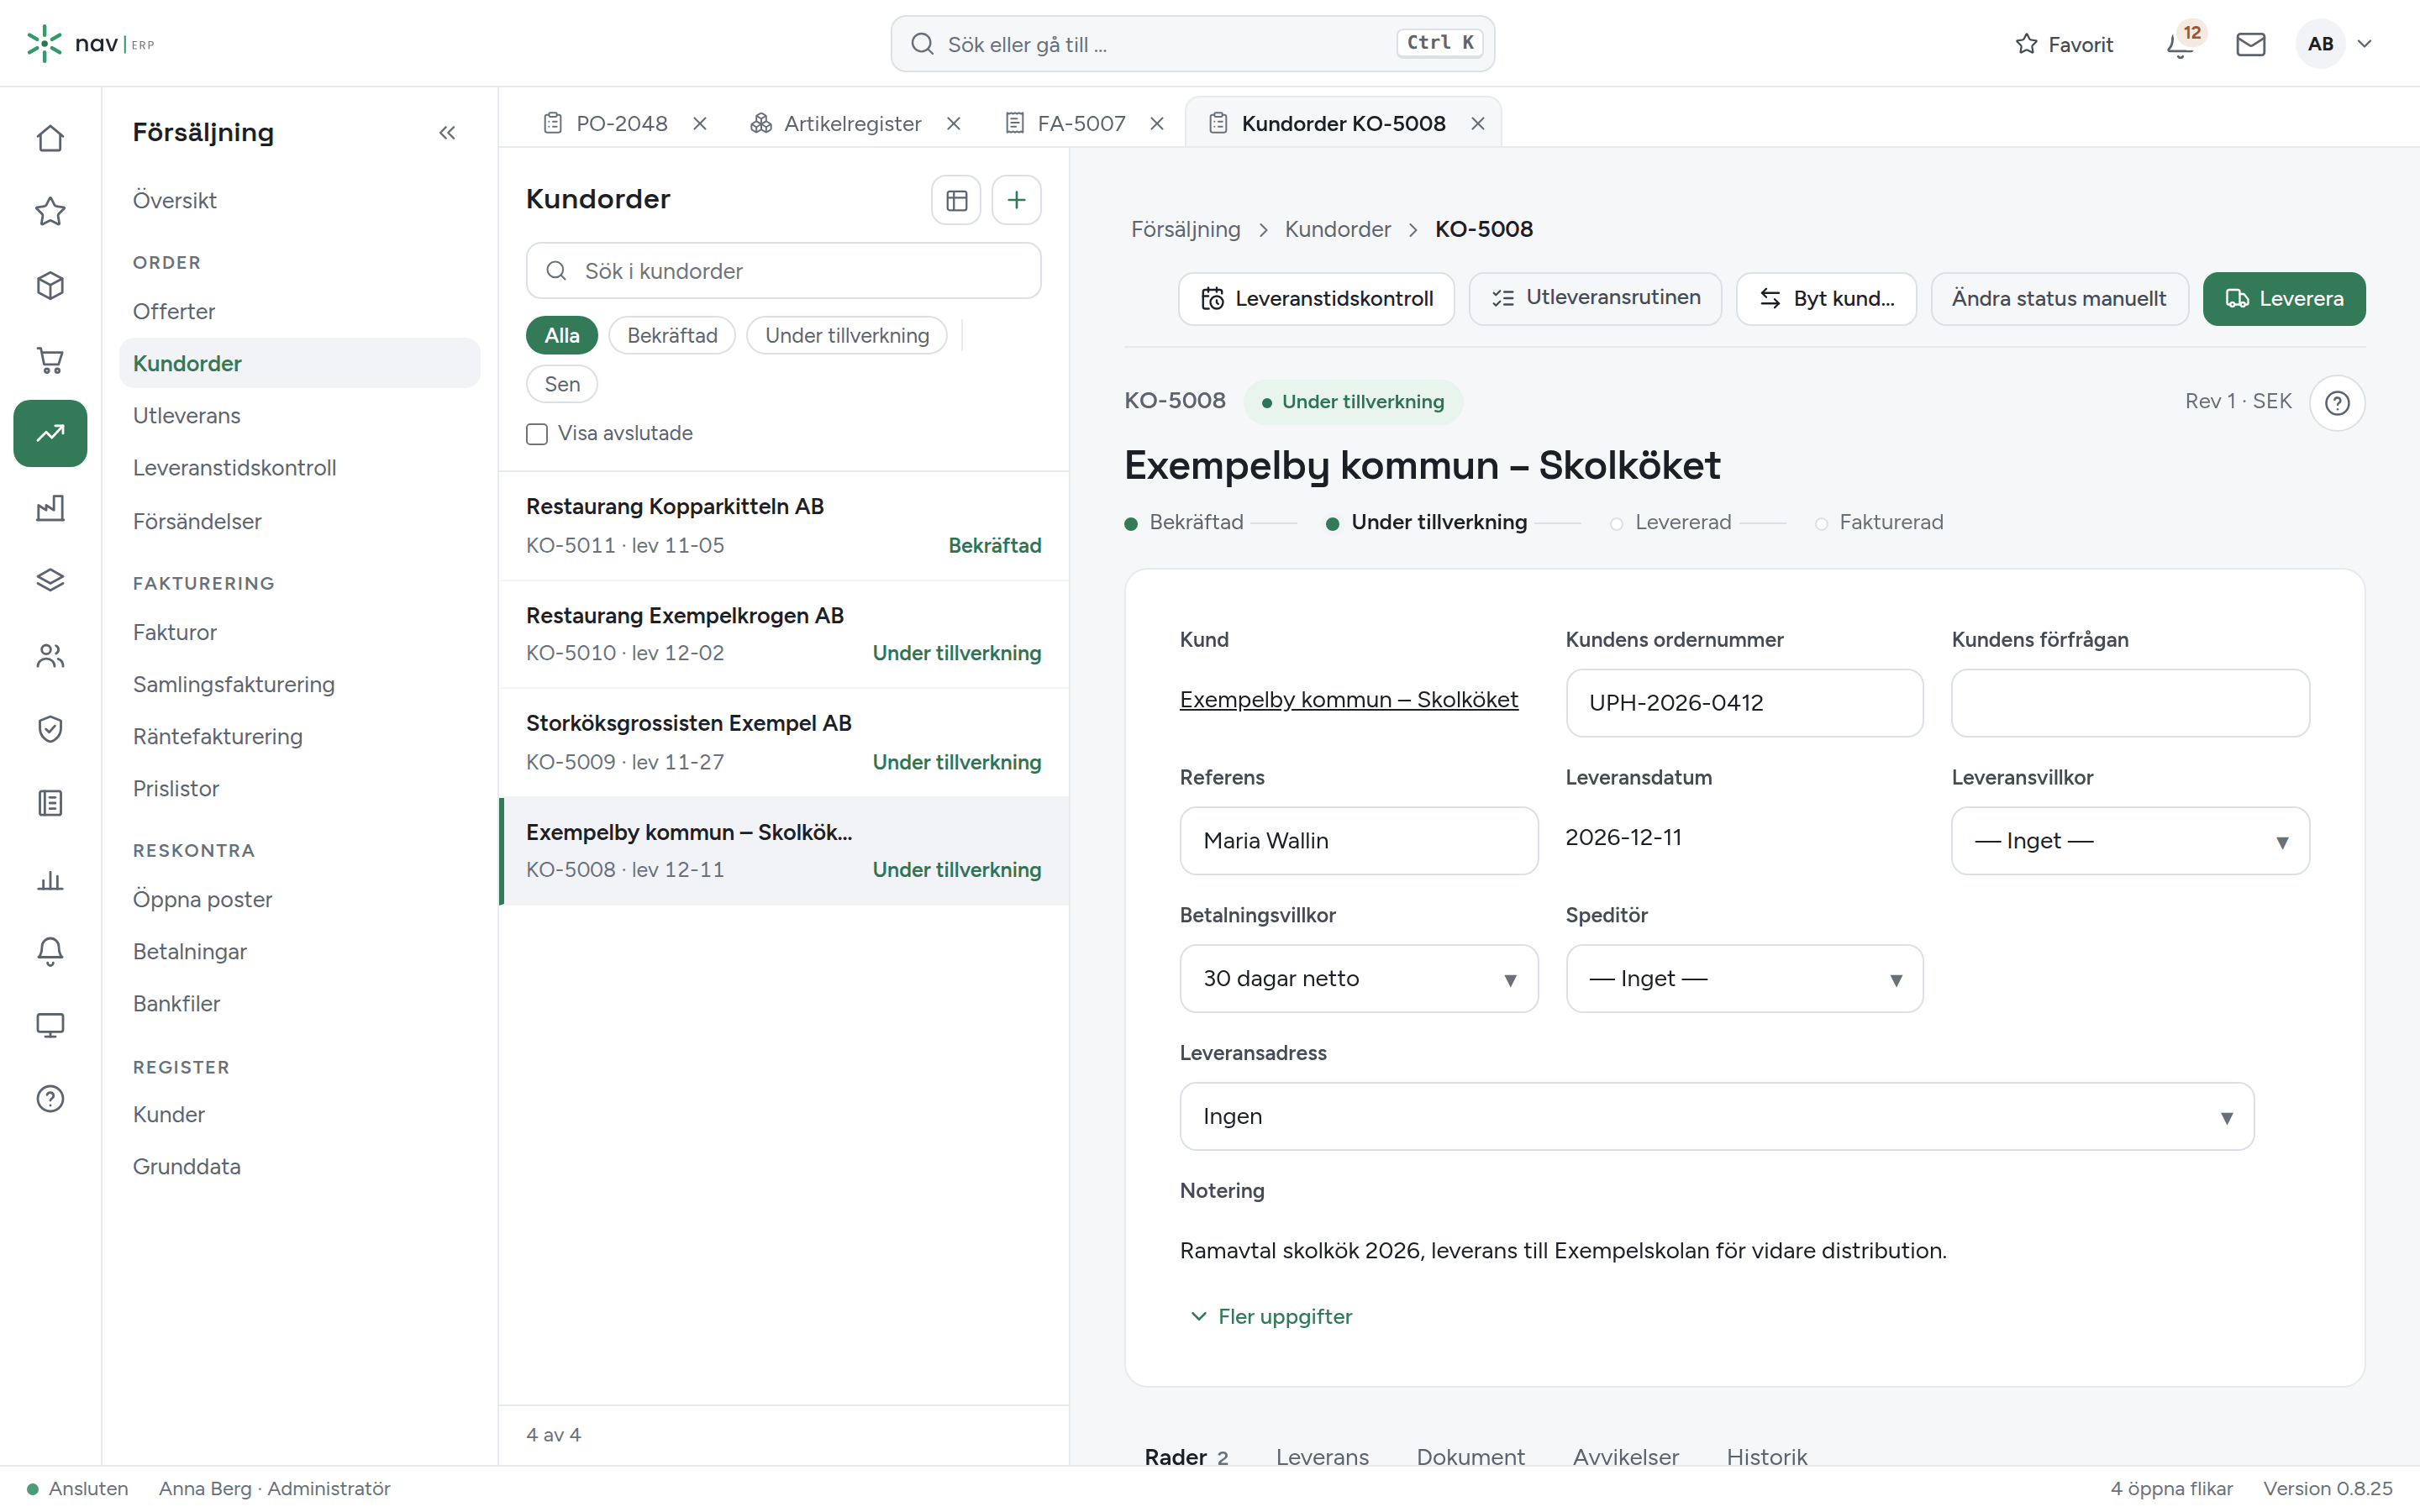 nav ERP
Sök eller gå till ... Ctrl K
Favorit 12 AB
Försäljning
Översikt
ORDER
Offerter
Kundorder
Utleverans
Leveranstidskontroll
Försändelser
FAKTURERING
Fakturor
Samlingsfakturering
Räntefakturering
Prislistor
RESKONTRA
Öppna poster
Betalningar
Bankfiler
REGISTER
Kunder
Grunddata
PO-2048 Artikelregister FA-5007 Kundorder KO-5008
Kundorder
Sök i kundorder
Alla Bekräftad Under tillverkning
Sen
Visa avslutade
Restaurang Kopparkitteln AB
KO-5011 · lev 11-05 Bekräftad
Restaurang Exempelkrogen AB
KO-5010 · lev 12-02 Under tillverkning
Storköksgrossisten Exempel AB
KO-5009 · lev 11-27 Under tillverkning
Exempelby kommun – Skolkök...
KO-5008 · lev 12-11 Under tillverkning
4 av 4
Försäljning Kundorder KO-5008
Leveranstidskontroll Utleveransrutinen Byt kund... Ändra status manuellt Leverera
KO-5008 Under tillverkning Rev 1 · SEK
Exempelby kommun – Skolköket
Bekräftad Under tillverkning Levererad Fakturerad
Kund Kundens ordernummer Kundens förfrågan
Exempelby kommun – Skolköket UPH-2026-0412
Referens Leveransdatum Leveransvillkor
Maria Wallin 2026-12-11 — Inget —
Betalningsvillkor Speditör
30 dagar netto — Inget —
Leveransadress
Ingen
Notering
Ramavtal skolkök 2026, leverans till Exempelskolan för vidare distribution.
Fler uppgifter
Rader 2 Leverans Dokument Avvikelser Historik
Ansluten Anna Berg · Administratör 4 öppna flikar Version 0.8.25